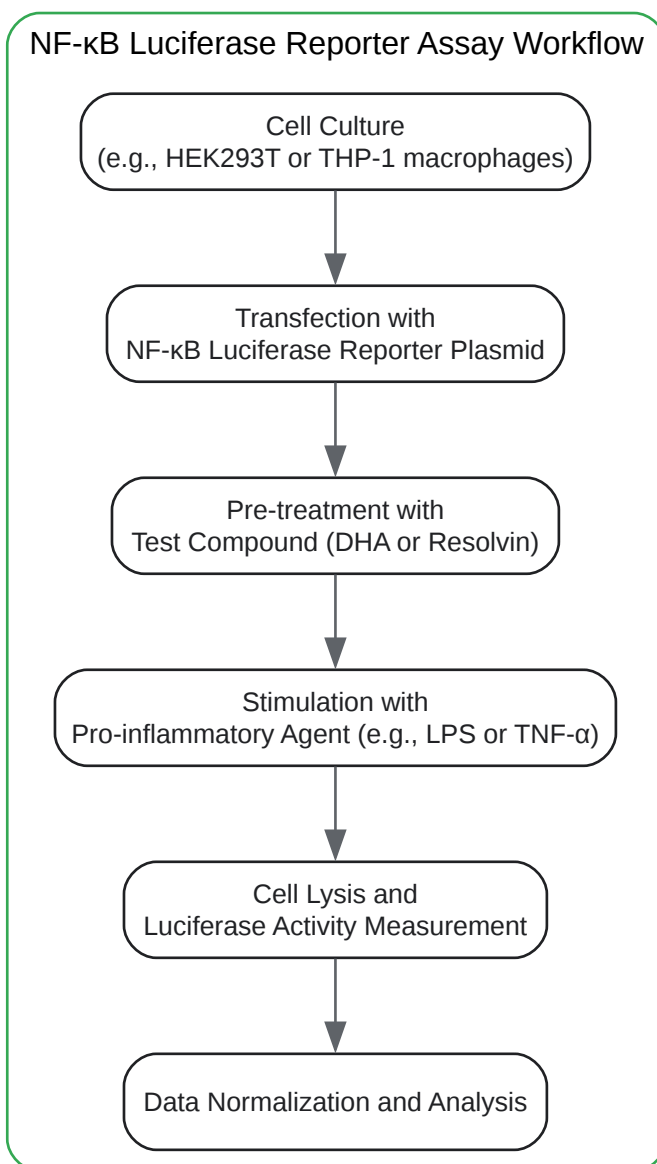 NF-κB Luciferase Reporter Assay Workflow
Cell Culture
(e.g., HEK293T or THP-1 macrophages)
Transfection with
NF-κB Luciferase Reporter Plasmid
Pre-treatment with
Test Compound (DHA or Resolvin)
Stimulation with
Pro-inflammatory Agent (e.g., LPS or TNF-α)
Cell Lysis and
Luciferase Activity Measurement
Data Normalization and Analysis